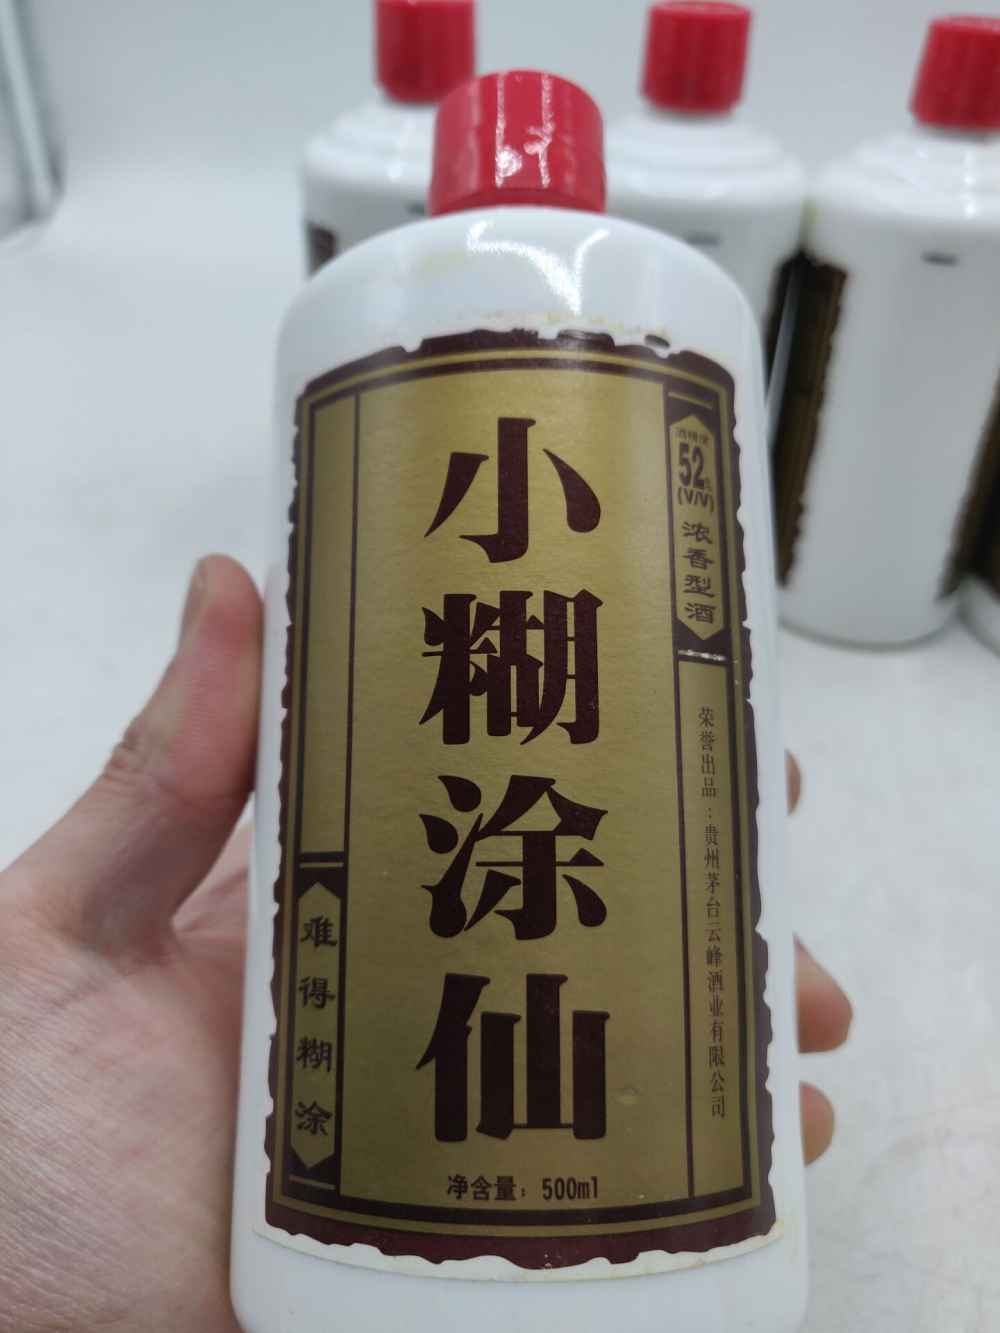 小糊涂仙
酒精度
52%
(V/V)
浓香型酒
荣誉出品：贵州茅台云峰酒业有限公司
难得糊涂
净含量：500ml